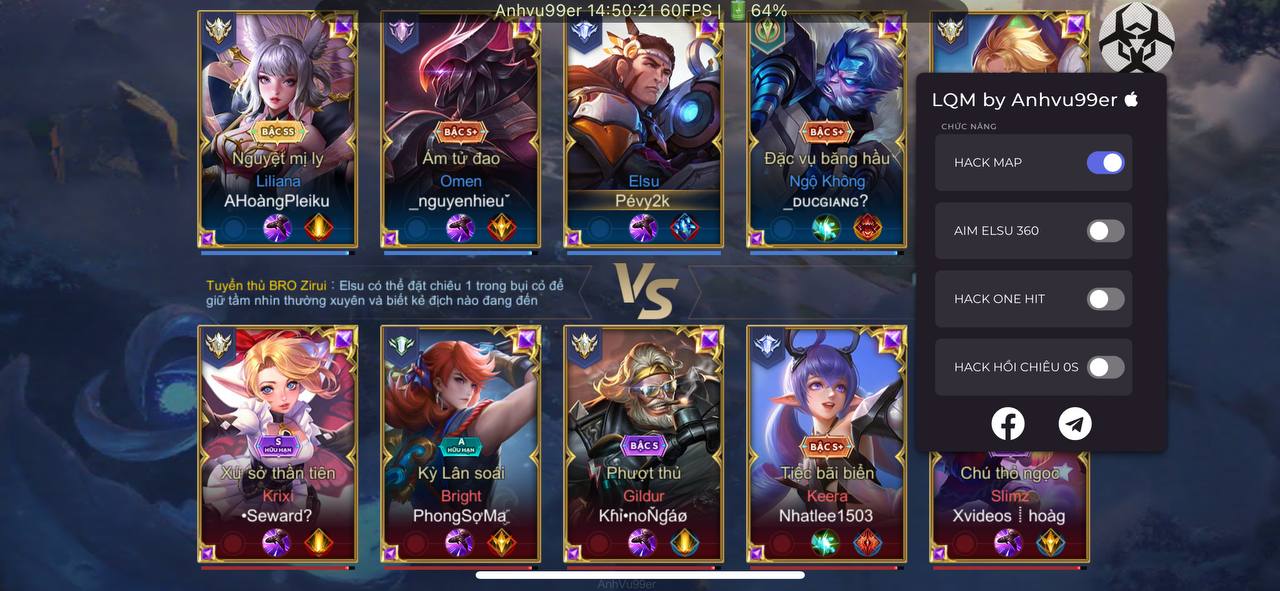 Anhvu99er 14:50:21 60FPS | 64%
BẬC SS
Nguyệt mị ly
Liliana
AHoàngPleiku
BẬC S+
Ám tử đao
Omen
_nguyenhieuˇ
Elsu
Pévy2k
BẬC S+
Đặc vụ băng hầu
Ngộ Không
_ᴅᴜᴄɢɪᴀɴɢ?
LQM by Anhvu99er
CHỨC NĂNG
HACK MAP
AIM ELSU 360
HACK ONE HIT
HACK HỒI CHIÊU 0S
Tuyển thủ BRO Zirui : Elsu có thể đặt chiêu 1 trong bụi cỏ để
giữ tầm nhìn thường xuyên và biết kẻ địch nào đang đến
VS
S
HỮU HẠN
Xứ sở thần tiên
Krixi
•Seward?
A
HỮU HẠN
Kỳ Lân soái
Bright
PhongSợMa
BẬC S
Phượt thủ
Gildur
Kɦỉ•noŇɠáø
BẬC S+
Tiệc bãi biển
Keera
Nhatlee1503
Chú thỏ ngọc
Slimz
Xvideos ┊ hoàg
AnhVu99er